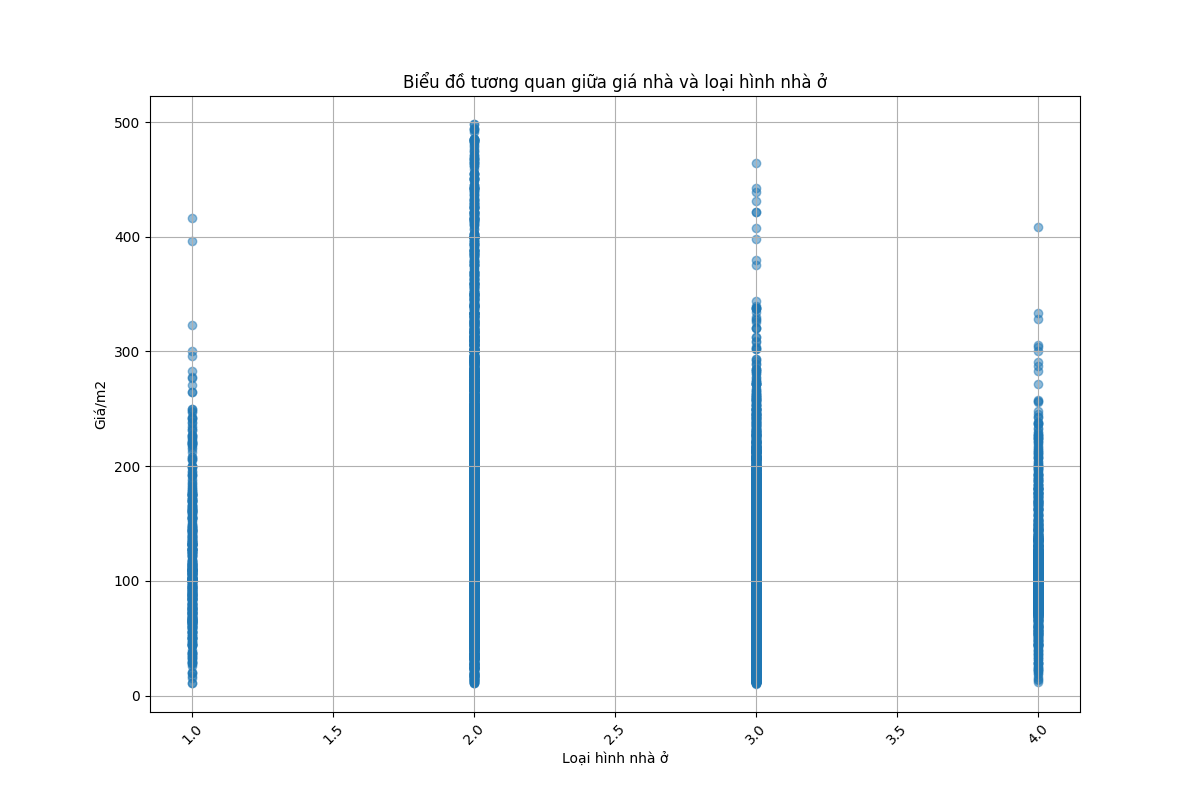 Biểu đồ tương quan giữa giá nhà và loại hình nhà ở
Giá/m2
500
400
300
200
100
0
1.0 1.5 2.0 2.5 3.0 3.5 4.0
Loại hình nhà ở